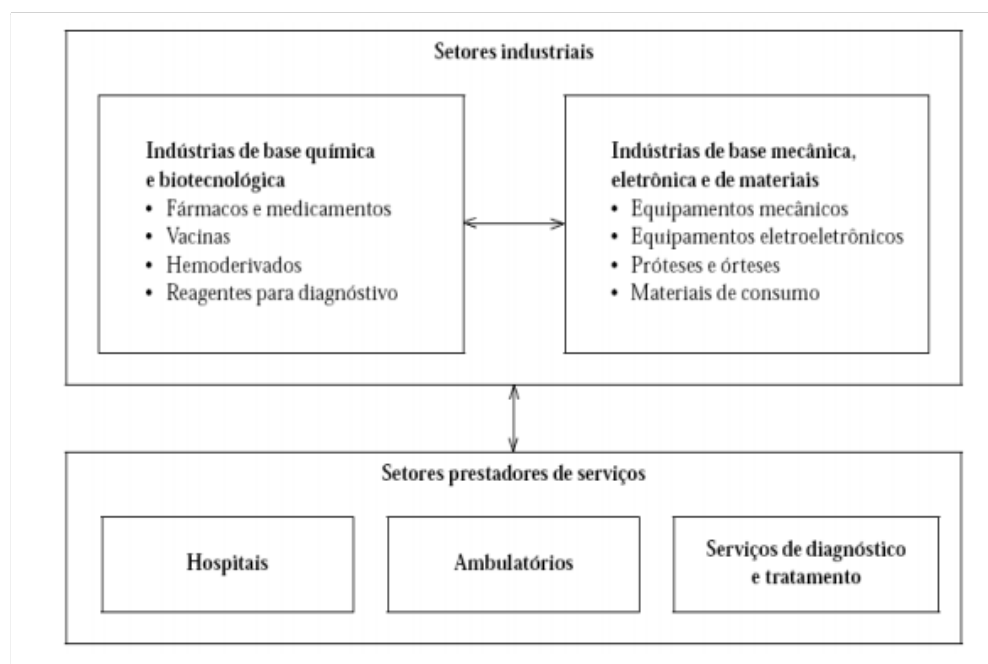 Setores industriais
Indústrias de base química
e biotecnológica
• Fármacos e medicamentos
• Vacinas
• Hemoderivados
• Reagentes para diagnóstivo
Indústrias de base mecânica,
eletrônica e de materiais
• Equipamentos mecânicos
• Equipamentos eletroeletrônicos
• Próteses e órteses
• Materiais de consumo
Setores prestadores de serviços
Hospitais
Ambulatórios
Serviços de diagnóstico
e tratamento